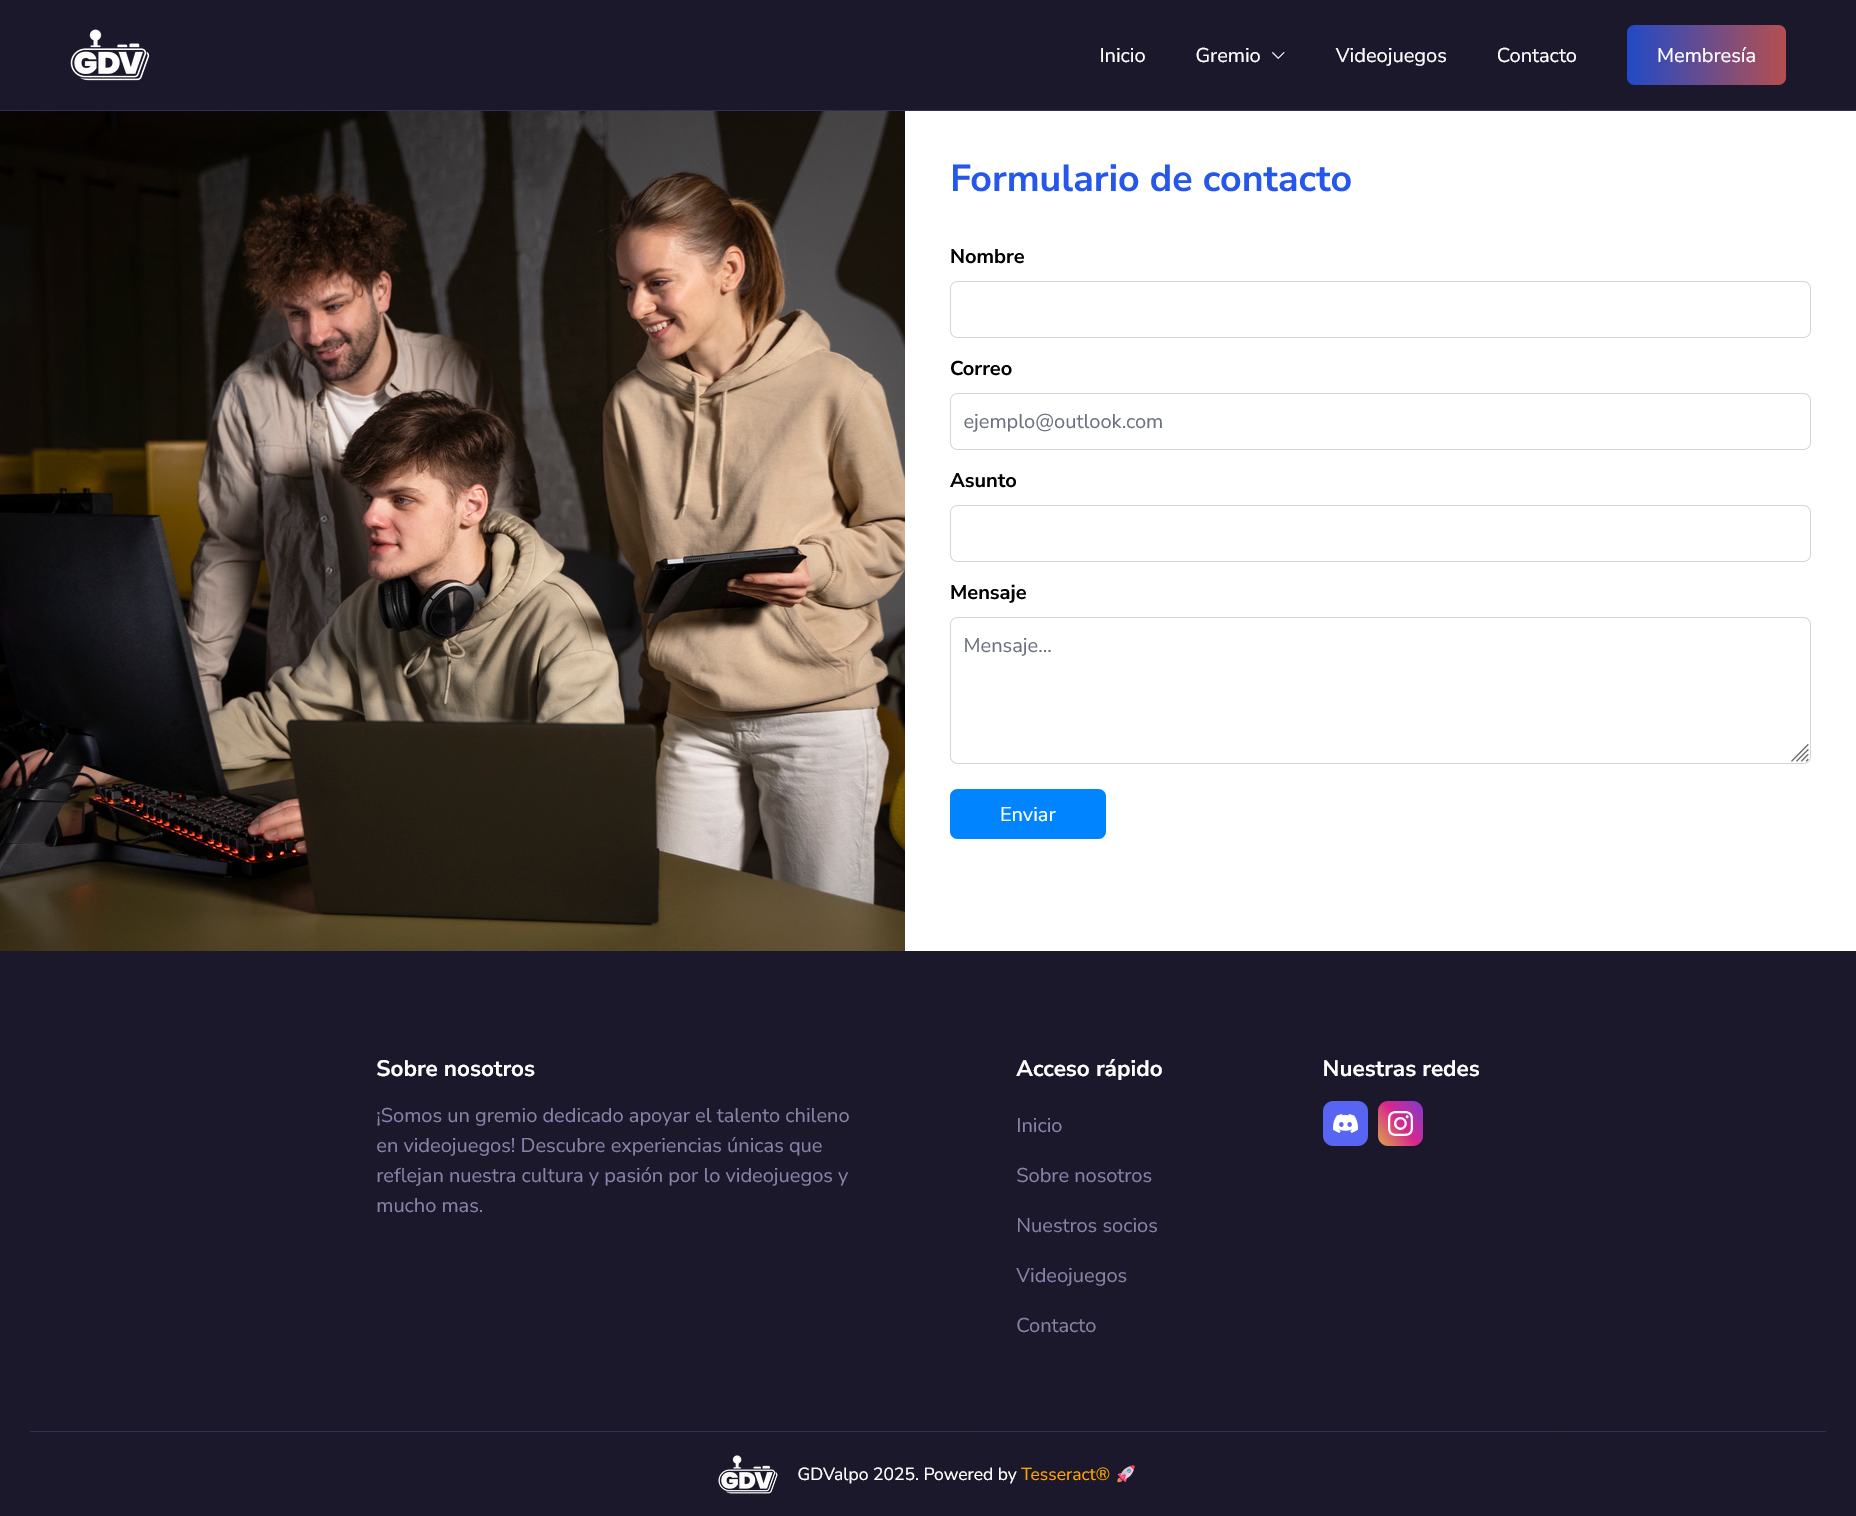 GDV
Inicio
Gremio
Videojuegos
Contacto
Membresía
Formulario de contacto
Nombre
Correo
ejemplo@outlook.com
Asunto
Mensaje
Mensaje...
Enviar
Sobre nosotros
¡Somos un gremio dedicado apoyar el talento chileno
en videojuegos! Descubre experiencias únicas que
reflejan nuestra cultura y pasión por lo videojuegos y
mucho mas.
Acceso rápido
Inicio
Sobre nosotros
Nuestros socios
Videojuegos
Contacto
Nuestras redes
GDV
GDValpo 2025. Powered by Tesseract® 🚀